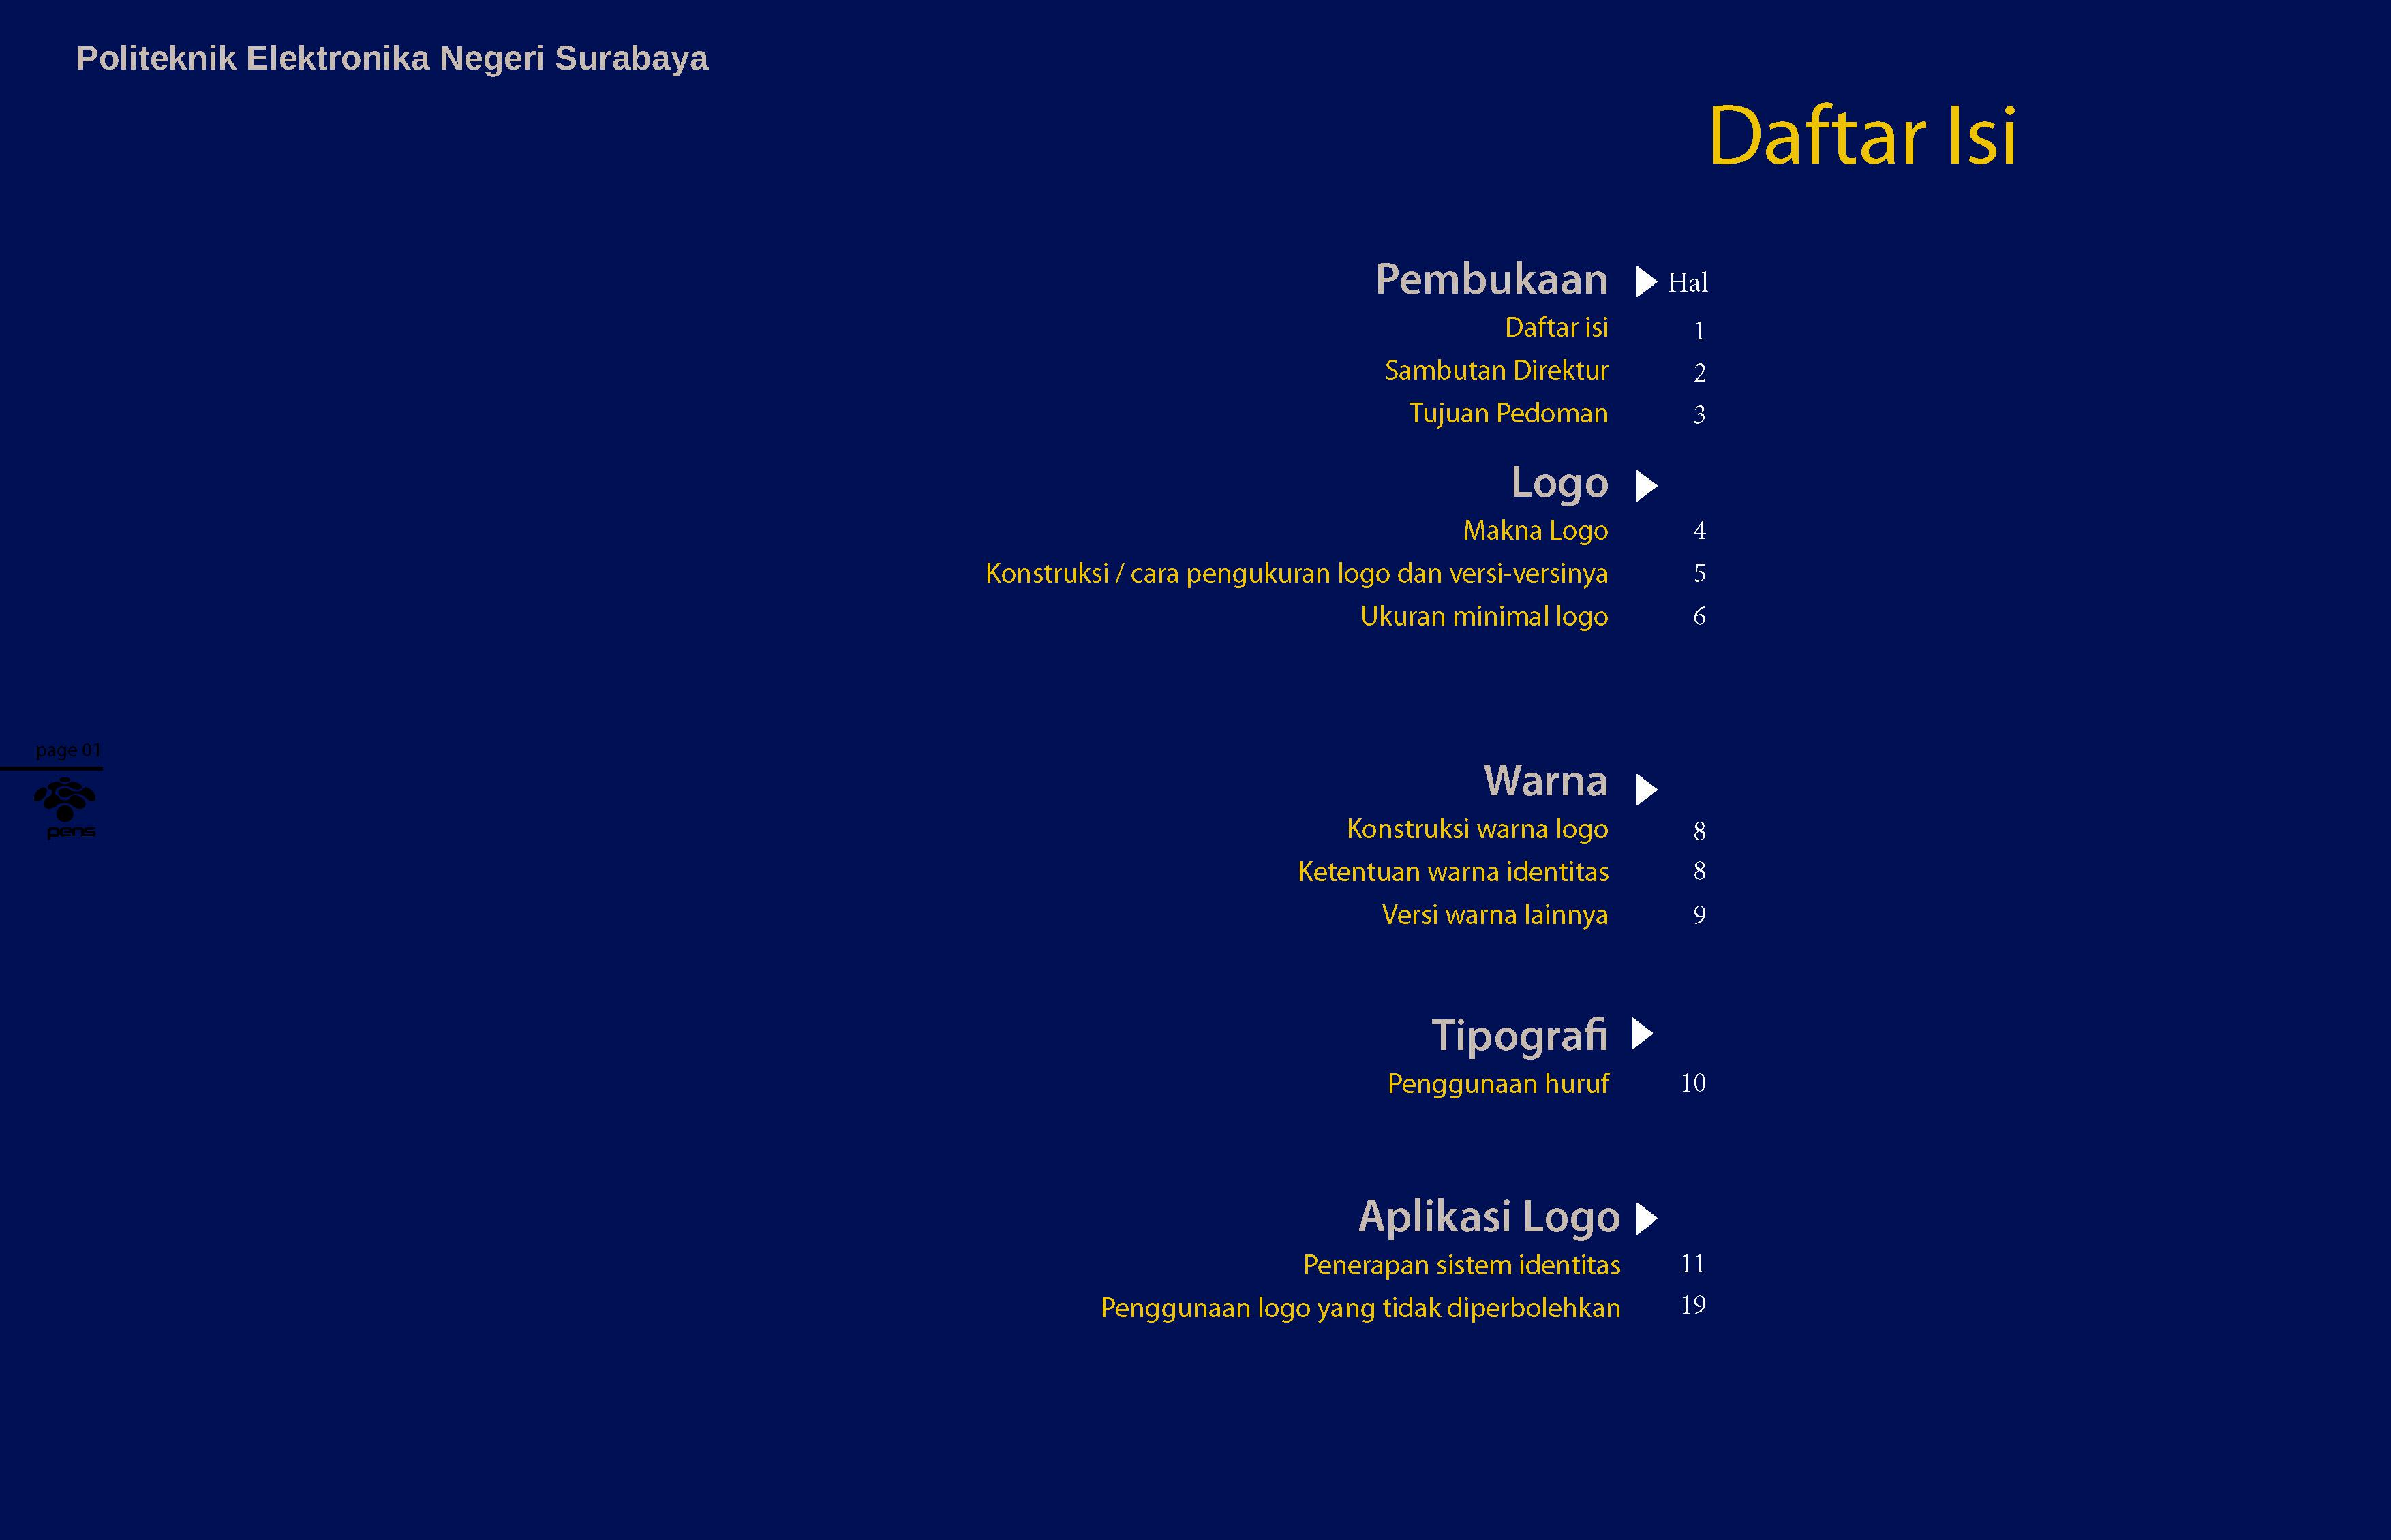 Politeknik Elektronika Negeri Surabaya
Daftar Isi
Pembukaan Hal
Daftar isi 1
Sambutan Direktur 2
Tujuan Pedoman 3
Logo
Makna Logo 4
Konstruksi / cara pengukuran logo dan versi-versinya 5
Ukuran minimal logo 6
page 01
pens
Warna
Konstruksi warna logo 8
Ketentuan warna identitas 8
Versi warna lainnya 9
Tipografi
Penggunaan huruf 10
Aplikasi Logo
Penerapan sistem identitas 11
Penggunaan logo yang tidak diperbolehkan 19